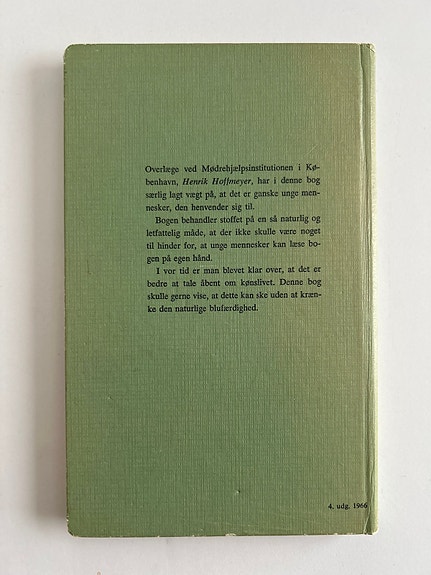 Overlæge ved Mødrehjælpsinstitutionen i Kø-
benhavn, Henrik Hoffmeyer, har i denne bog
særlig lagt vægt på, at det er ganske unge men-
nesker, den henvender sig til.
Bogen behandler stoffet på en så naturlig og
letfattelig måde, at der ikke skulle være noget
til hinder for, at unge mennesker kan læse bo-
gen på egen hånd.
I vor tid er man blevet klar over, at det er
bedre at tale åbent om kønslivet. Denne bog
skulle gerne vise, at dette kan ske uden at kræn-
ke den naturlige blufærdighed.
4. udg. 1966